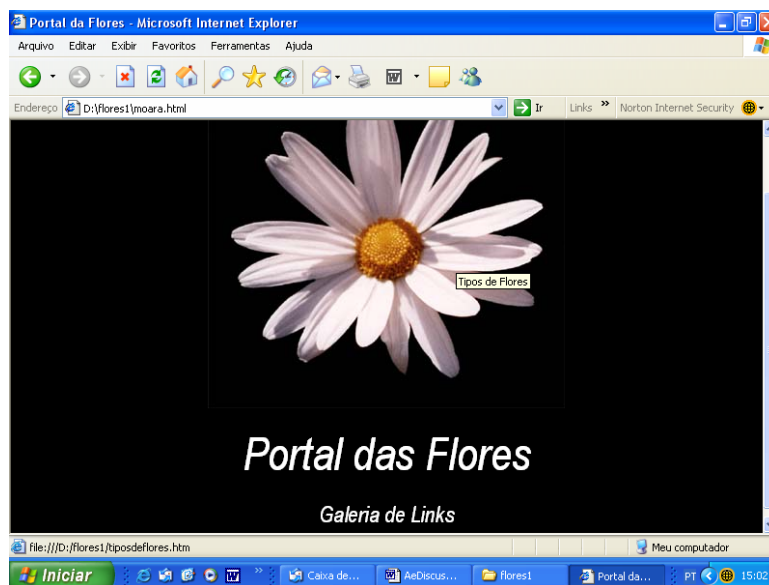 Portal da Flores - Microsoft Internet Explorer
Arquivo Editar Exibir Favoritos Ferramentas Ajuda
Endereço D:\flores1\moara.html Ir Links » Norton Internet Security
Tipos de Flores
Portal das Flores
Galeria de Links
file:///D:/flores1/tiposdeflores.htm Meu computador
Iniciar » Caixa de... AeDiscus... flores1 Portal da... PT 15:02